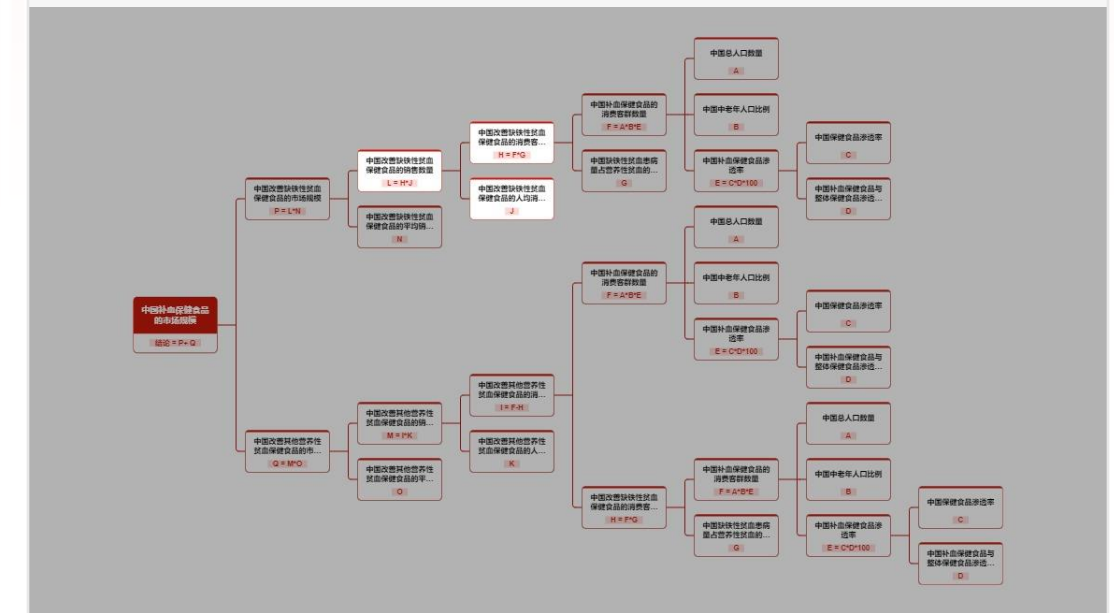 中国总人口数量
A
中国补血保健食品的
消费客群数量
F = A*B*E
中国中老年人口比例
B
中国改善缺铁性贫血
保健食品的消费客...
H = F*G
中国保健食品渗透率
C
中国改善缺铁性贫血
保健食品的销售数量
L = H*J
中国缺铁性贫血患病
量占营养性贫血的...
G
中国补血保健食品渗
透率
E = C*D*100
中国改善缺铁性贫血
保健食品的市场规模
P = L*N
中国改善缺铁性贫血
保健食品的人均消...
J
中国补血保健食品与
整体保健食品渗透...
D
中国改善缺铁性贫血
保健食品的平均销...
N
中国总人口数量
A
中国补血保健食品的
消费客群数量
F = A*B*E
中国中老年人口比例
B
中国补血保健食品
的市场规模
结论 = P+ Q
中国保健食品渗透率
C
中国补血保健食品渗
透率
E = C*D*100
中国补血保健食品与
整体保健食品渗透...
D
中国改善其他营养性
贫血保健食品的消...
I = F-H
中国改善其他营养性
贫血保健食品的销...
M = I*K
中国总人口数量
A
中国改善其他营养性
贫血保健食品的市...
Q = M*O
中国改善其他营养性
贫血保健食品的人...
K
中国补血保健食品的
消费客群数量
F = A*B*E
中国中老年人口比例
B
中国改善其他营养性
贫血保健食品的平...
O
中国改善缺铁性贫血
保健食品的消费客...
H = F*G
中国保健食品渗透率
C
中国缺铁性贫血患病
量占营养性贫血的...
G
中国补血保健食品渗
透率
E = C*D*100
中国补血保健食品与
整体保健食品渗透...
D